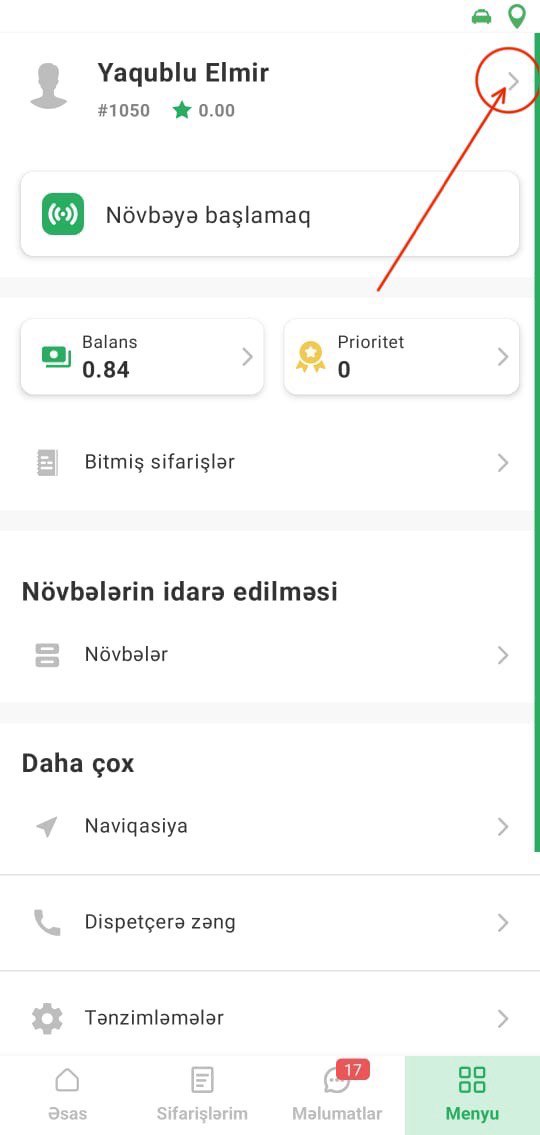 Yaqublu Elmir
#1050 0.00
Növbəyə başlamaq
Balans
0.84
Prioritet
0
Bitmiş sifarişlər
Növbələrin idarə edilməsi
Növbələr
Daha çox
Naviqasiya
Dispetçerə zəng
Tənzimləmələr
17
Əsas Sifarişlərim Məlumatlar Menyu